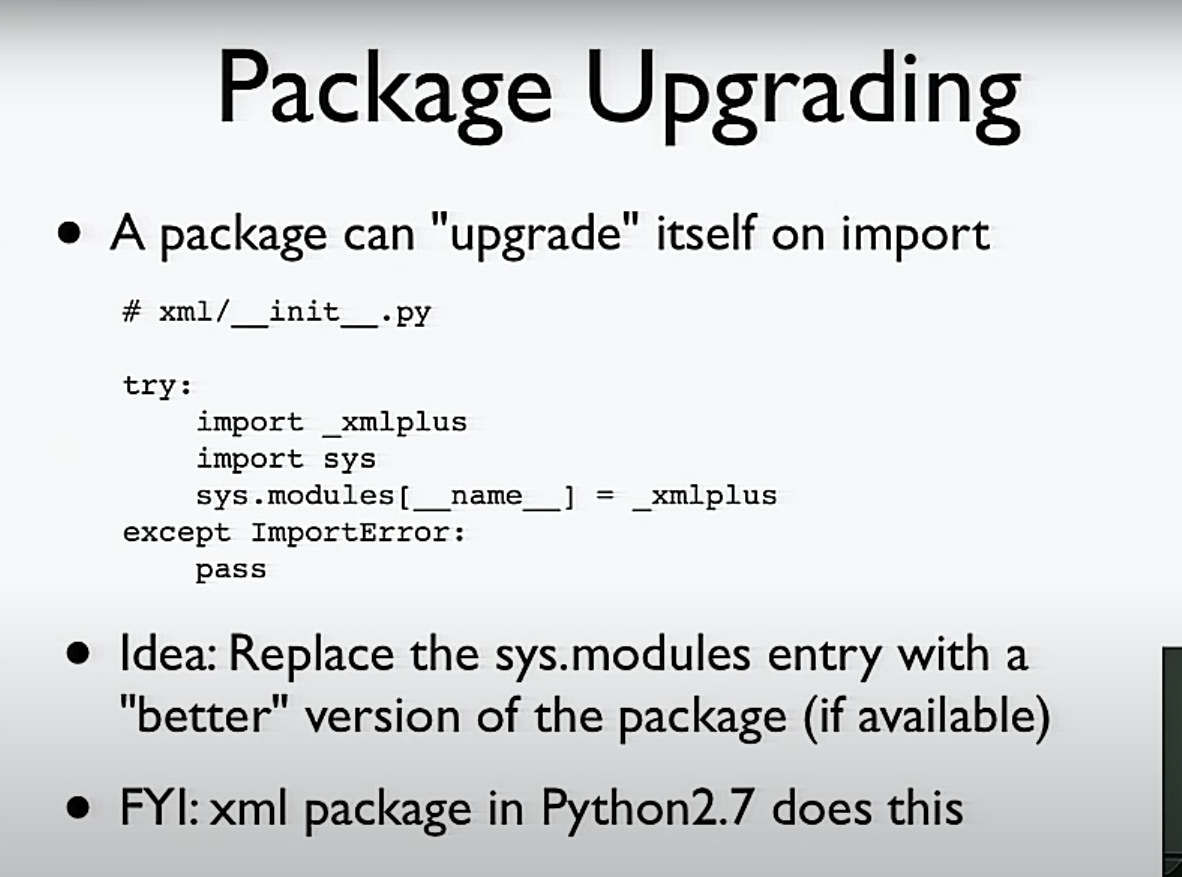 Package Upgrading
• A package can "upgrade" itself on import
# xml/__init__.py
try:
    import _xmlplus
    import sys
    sys.modules[__name__] = _xmlplus
except ImportError:
    pass
• Idea: Replace the sys.modules entry with a
"better" version of the package (if available)
• FYI: xml package in Python2.7 does this